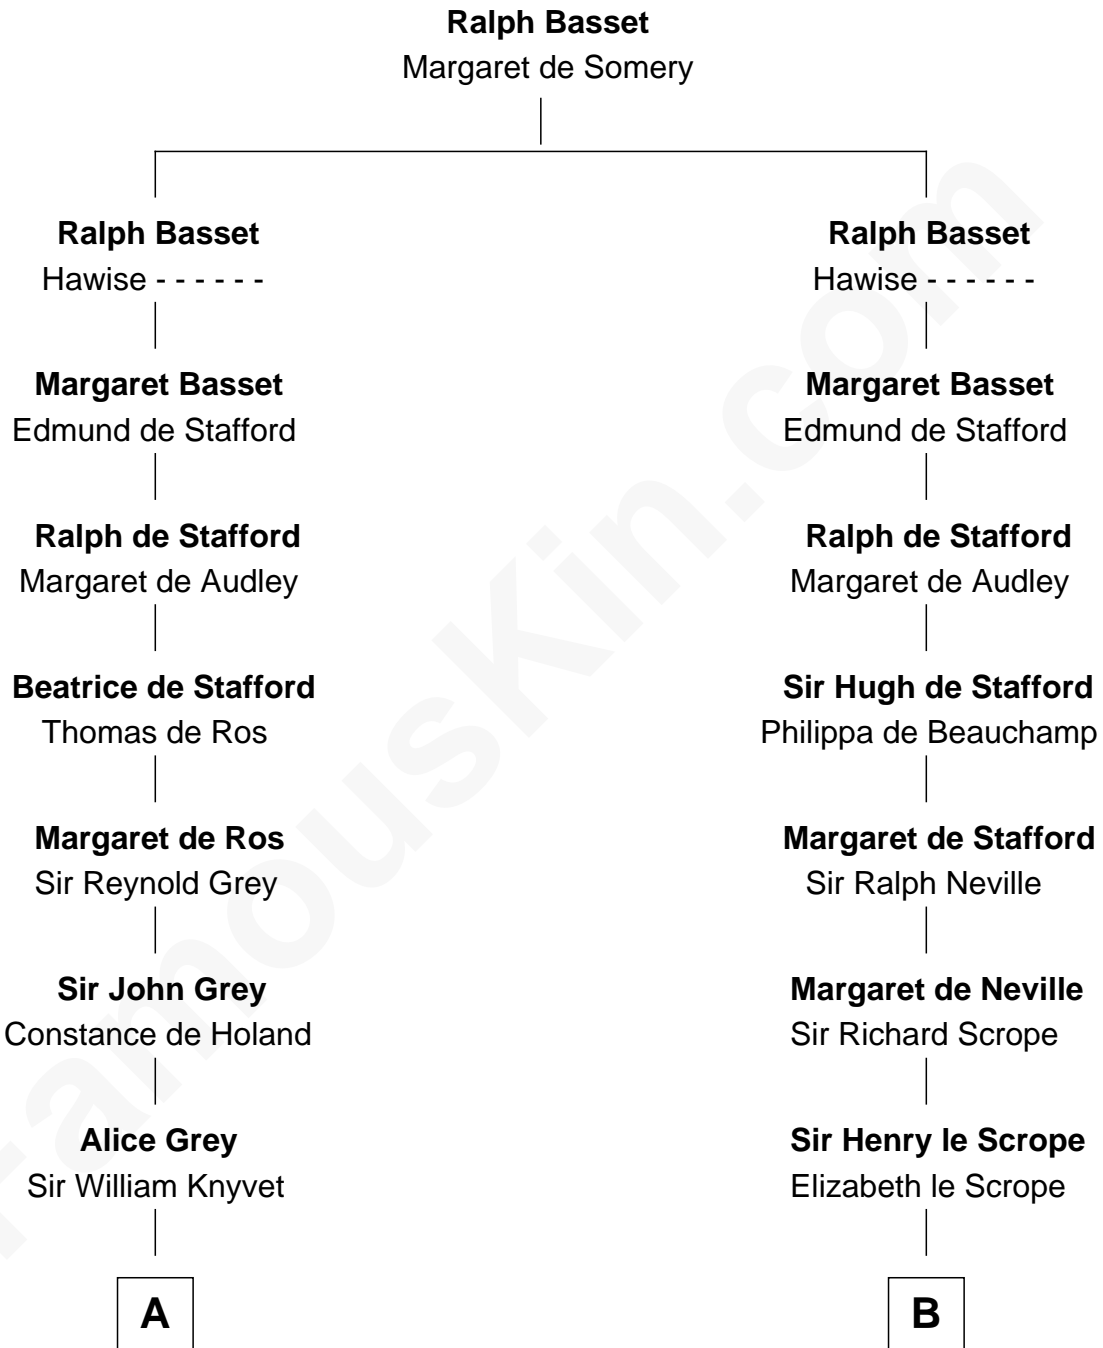 Ralph Basset
Margaret de Somery
Ralph Basset
Hawise - - - - - -
Ralph Basset
Hawise - - - - - -
Margaret Basset
Edmund de Stafford
Margaret Basset
Edmund de Stafford
Ralph de Stafford
Margaret de Audley
Ralph de Stafford
Margaret de Audley
Beatrice de Stafford
Thomas de Ros
Sir Hugh de Stafford
Philippa de Beauchamp
Margaret de Ros
Sir Reynold Grey
Margaret de Stafford
Sir Ralph Neville
Sir John Grey
Constance de Holand
Margaret de Neville
Sir Richard Scrope
Alice Grey
Sir William Knyvet
Sir Henry le Scrope
Elizabeth le Scrope
A
B
FamousKin.com